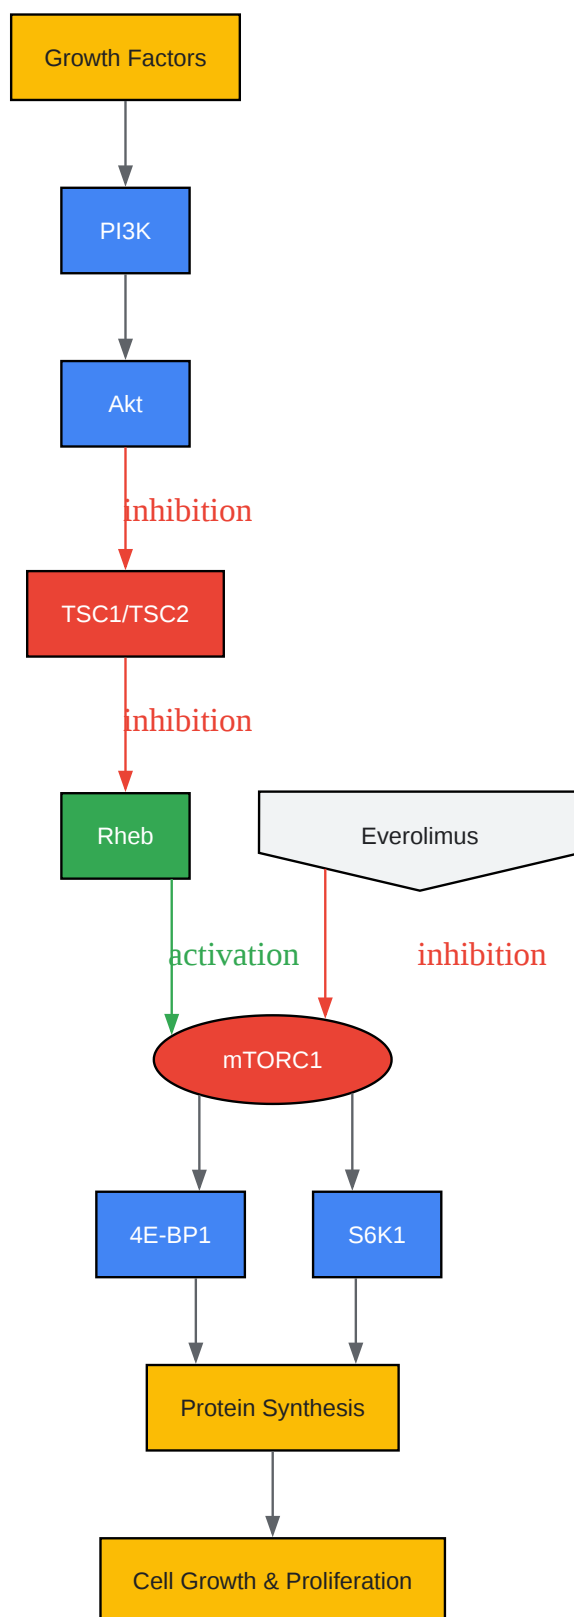 Growth Factors
PI3K
Akt
inhibition
TSC1/TSC2
inhibition
Rheb
Everolimus
activation
inhibition
mTORC1
4E-BP1
S6K1
Protein Synthesis
Cell Growth & Proliferation